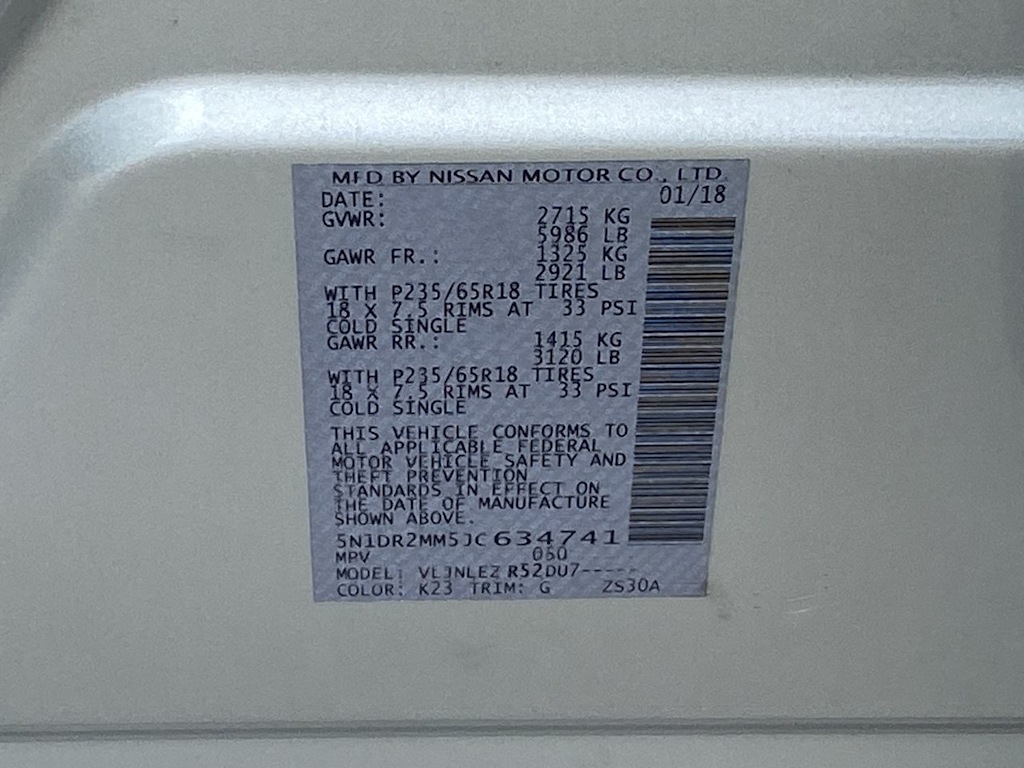 MFD BY NISSAN MOTOR CO., LTD.
DATE: 01/18
GVWR: 2715 KG
5986 LB
GAWR FR.: 1325 KG
2921 LB
WITH P235/65R18 TIRES
18 X 7.5 RIMS AT 33 PSI
COLD SINGLE
GAWR RR.: 1415 KG
3120 LB
WITH P235/65R18 TIRES
18 X 7.5 RIMS AT 33 PSI
COLD SINGLE
THIS VEHICLE CONFORMS TO
ALL APPLICABLE FEDERAL
MOTOR VEHICLE SAFETY AND
THEFT PREVENTION
STANDARDS IN EFFECT ON
THE DATE OF MANUFACTURE
SHOWN ABOVE.
5N1DR2MM5JC634741
MPV 050
MODEL: VLJNLEZ R52DU7-----
COLOR: K23 TRIM: G ZS30A